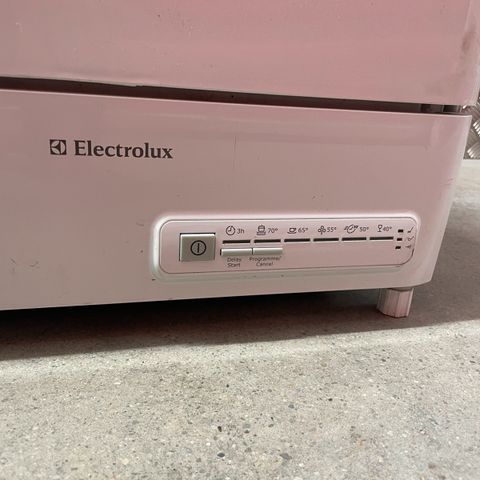 Electrolux
3h 70° 65° 55° 50° 40°
Delay Programme/
Start Cancel